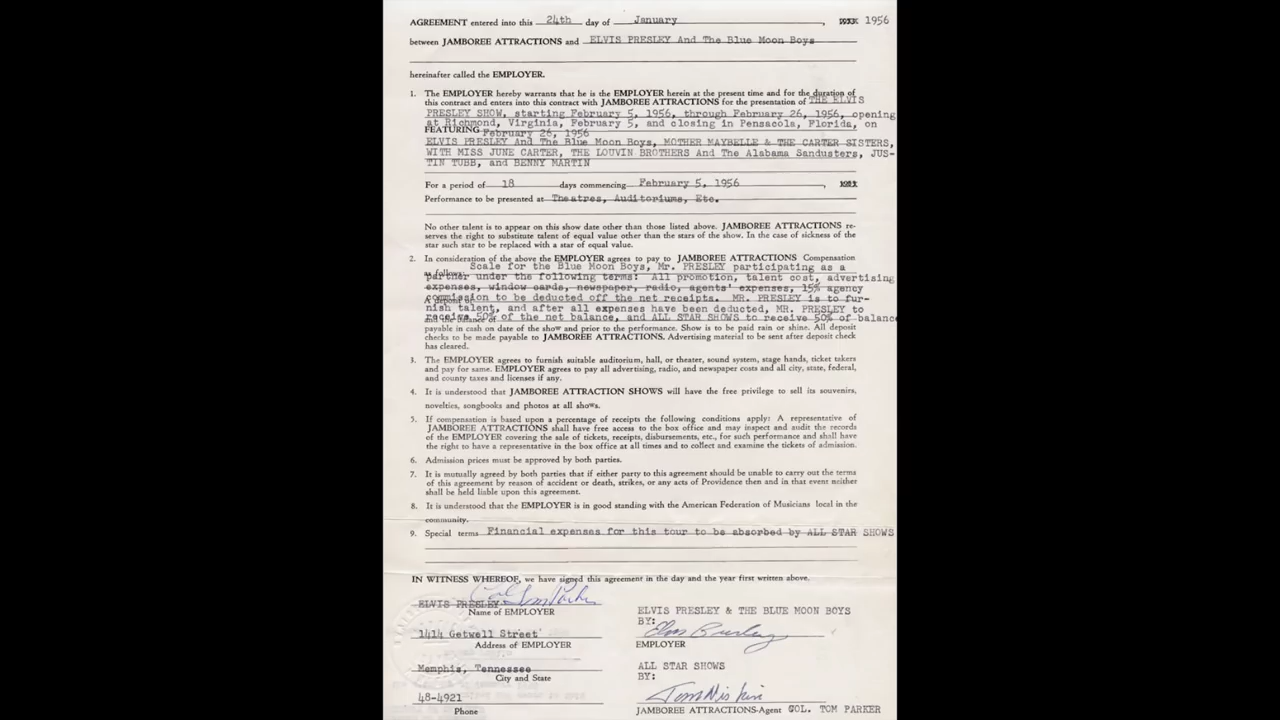 AGREEMENT entered into this 24th day of January, 1956
between JAMBOREE ATTRACTIONS and ELVIS PRESLEY And The Blue Moon Boys
hereinafter called the EMPLOYER.
1. The EMPLOYER hereby warrants that he is the EMPLOYER herein at the present time and for the duration of
this contract and enters into this contract with JAMBOREE ATTRACTIONS for the presentation of THE ELVIS
PRESLEY SHOW, starting February 5, 1956, through February 26, 1956, opening
at Richmond, Virginia, February 5, and closing in Pensacola, Florida, on
FEATURING February 26, 1956
ELVIS PRESLEY And The Blue Moon Boys, MOTHER MAYBELLE & THE CARTER SISTERS,
WITH MISS JUNE CARTER, THE LOUVIN BROTHERS And The Alabama Sandusters, JUS-
TIN TUBB, and BENNY MARTIN
For a period of 18 days commencing February 5, 1956,
Performance to be presented at Theatres, Auditoriums, Etc.
No other talent is to appear on this show date other than those listed above. JAMBOREE ATTRACTIONS re-
serves the right to substitute talent of equal value other than the stars of the show. In the case of sickness of the
star such star to be replaced with a star of equal value.
2. In consideration of the above the EMPLOYER agrees to pay to JAMBOREE ATTRACTIONS Compensation
as follows: Scale for the Blue Moon Boys, Mr. PRESLEY participating as a
partner under the following terms: All promotion, talent cost, advertising
expenses, window cards, newspaper, radio, agents' expenses, 15% agency
commission to be deducted off the net receipts. MR. PRESLEY is to fur-
nish talent, and after all expenses have been deducted, MR. PRESLEY to
receive 50% of the net balance, and ALL STAR SHOWS to receive 50% of balance
payable in cash on date of the show and prior to the performance. Show is to be paid rain or shine. All deposit
checks to be made payable to JAMBOREE ATTRACTIONS. Advertising material to be sent after deposit check
has cleared.
3. The EMPLOYER agrees to furnish suitable auditorium, hall, or theater, sound system, stage hands, ticket takers
and pay for same. EMPLOYER agrees to pay all advertising, radio, and newspaper costs and all city, state, federal,
and county taxes and licenses if any.
4. It is understood that JAMBOREE ATTRACTION SHOWS will have the free privilege to sell its souvenirs,
novelties, songbooks and photos at all shows.
5. If compensation is based upon a percentage of receipts the following conditions apply: A representative of
JAMBOREE ATTRACTIONS shall have free access to the box office and may inspect and audit the records
of the EMPLOYER covering the sale of tickets, receipts, disbursements, etc., for such performance and shall have
the right to have a representative in the box office at all times and to collect and examine the tickets of admission.
6. Admission prices must be approved by both parties.
7. It is mutually agreed by both parties that if either party to this agreement should be unable to carry out the terms
of this agreement by reason of accident or death, strikes, or any acts of Providence then and in that event neither
shall be held liable upon this agreement.
8. It is understood that the EMPLOYER is in good standing with the American Federation of Musicians local in the
community.
9. Special terms Financial expenses for this tour to be absorbed by ALL STAR SHOWS
IN WITNESS WHEREOF, we have signed this agreement in the day and the year first written above.
ELVIS PRESLEY Col Tom Parker
Name of EMPLOYER
1414 Getwell Street
Address of EMPLOYER
Memphis, Tennessee
City and State
48-4921
Phone
ELVIS PRESLEY & THE BLUE MOON BOYS
BY:
Elvis Presley
EMPLOYER
ALL STAR SHOWS
BY:
Tom Diskin
JAMBOREE ATTRACTIONS-Agent COL. TOM PARKER